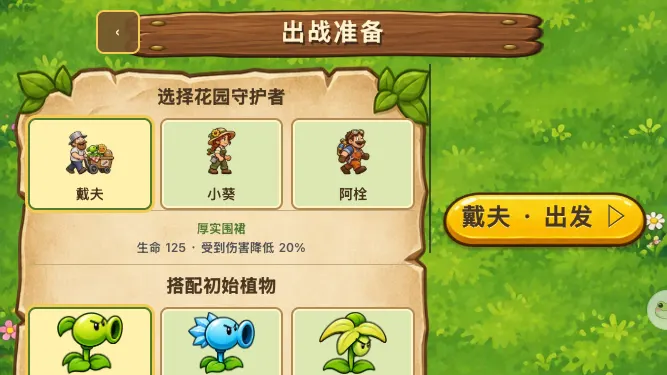 出战准备
选择花园守护者
戴夫
小葵
阿栓
厚实围裙
生命 125 · 受到伤害降低 20%
搭配初始植物
戴夫 · 出发 ▷